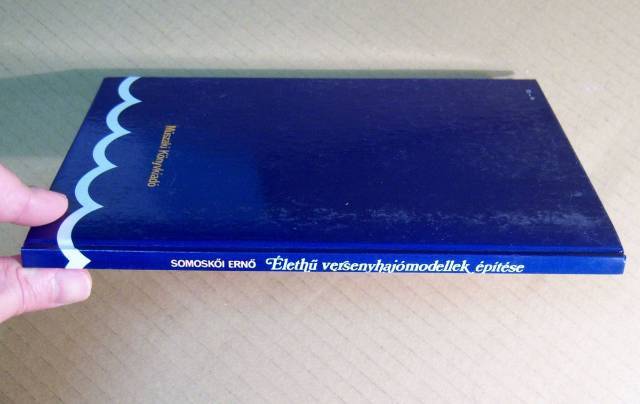 Műszaki Könyvkiadó
SOMOSKŐI ERNŐ Élethű versenyhajómodellek építése